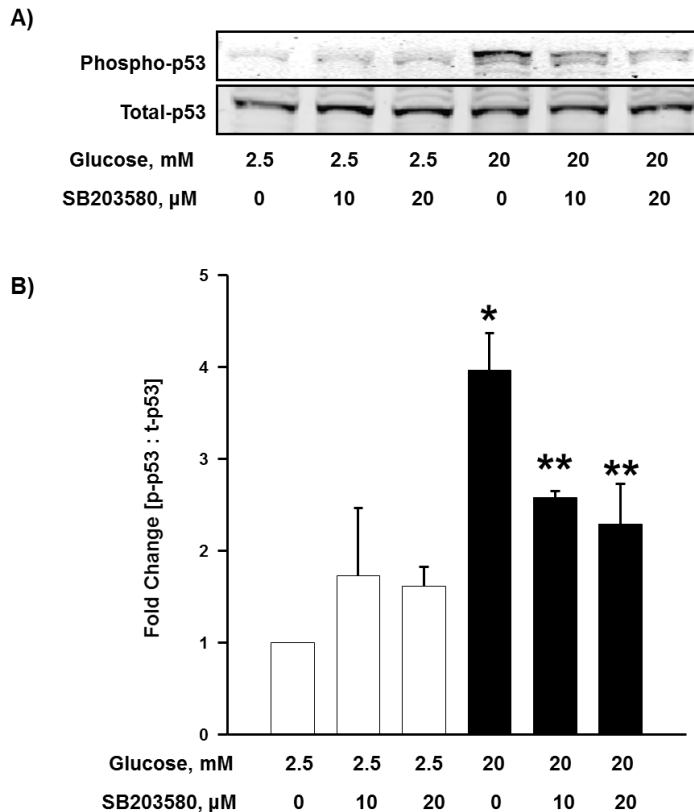 A)
Phospho-p53
Total-p53
Glucose, mM 2.5 2.5 2.5 20 20 20
SB203580, µM 0 10 20 0 10 20
B)
Fold Change [p-p53 : t-p53]
5
4
3
2
1
0
*
**
**
Glucose, mM 2.5 2.5 2.5 20 20 20
SB203580, µM 0 10 20 0 10 20